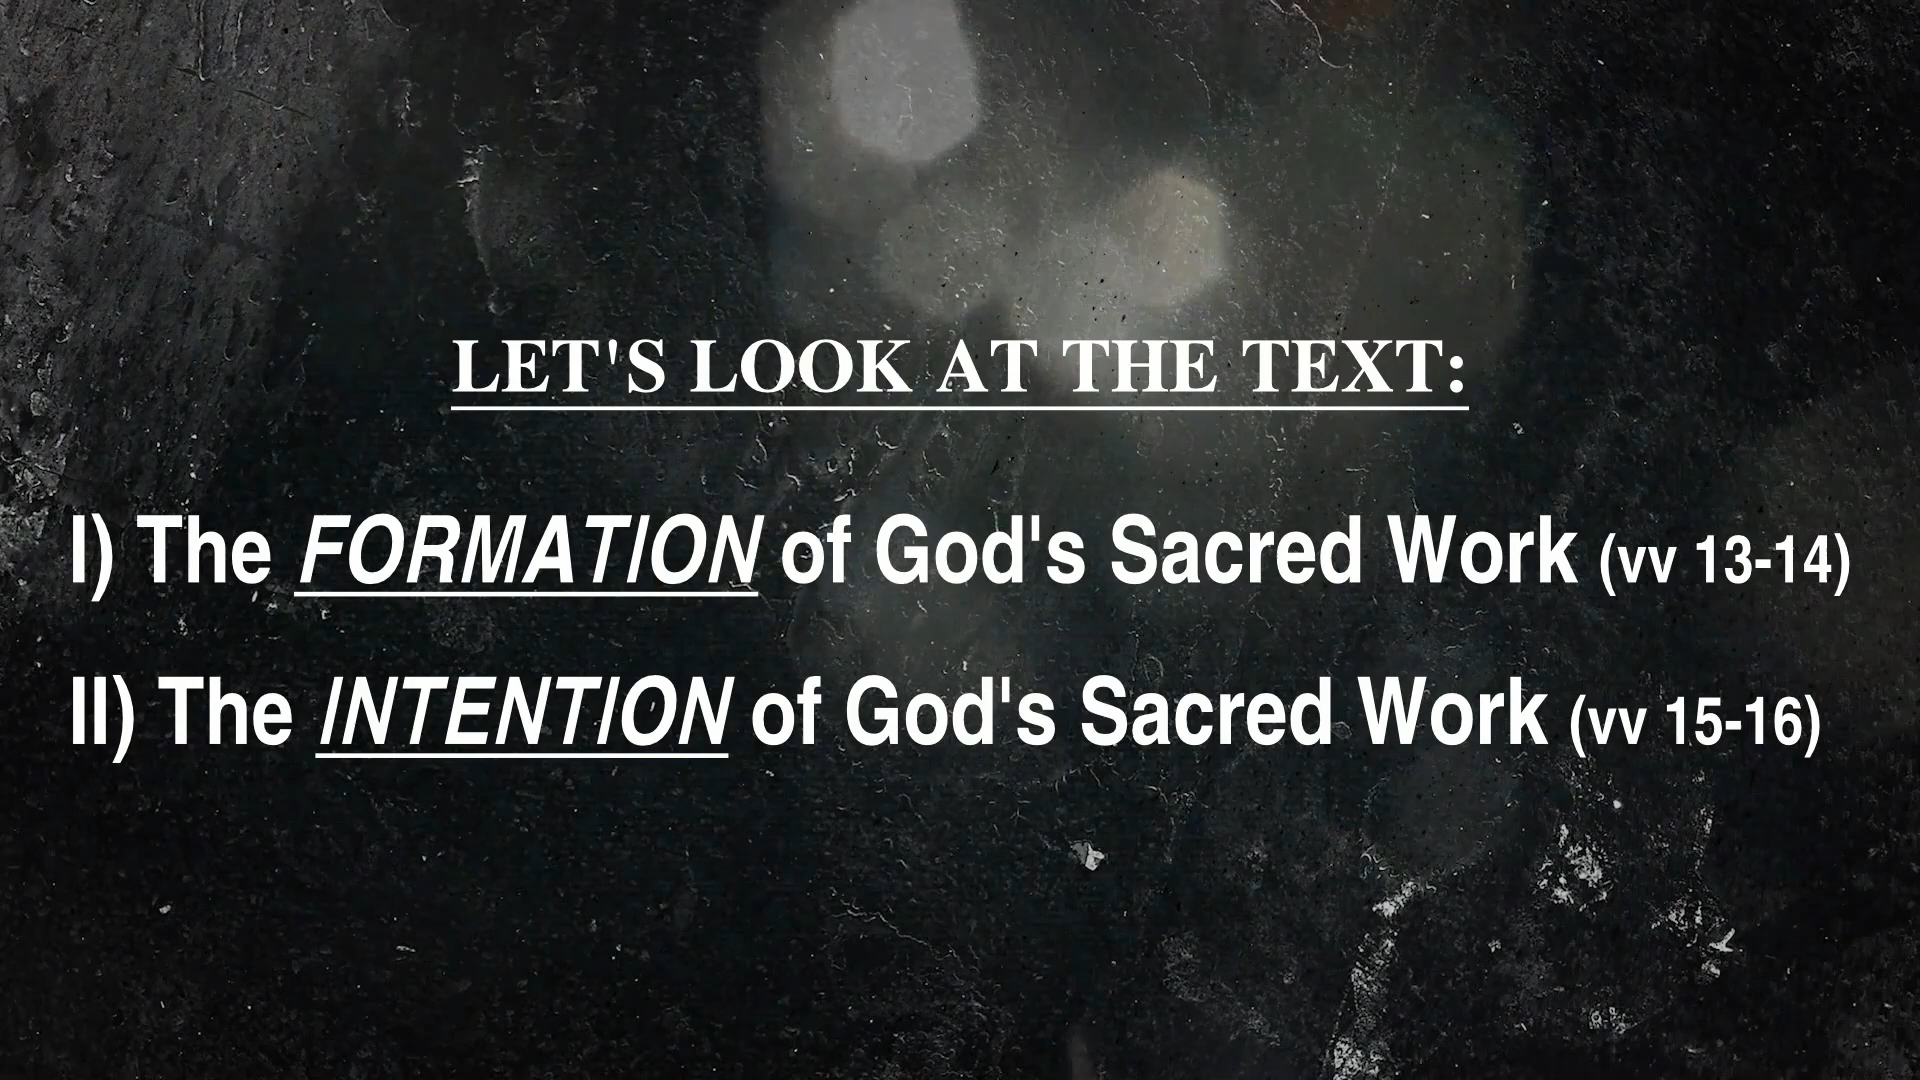 LET'S LOOK AT THE TEXT:
I) The FORMATION of God's Sacred Work (vv 13-14)
II) The INTENTION of God's Sacred Work (vv 15-16)